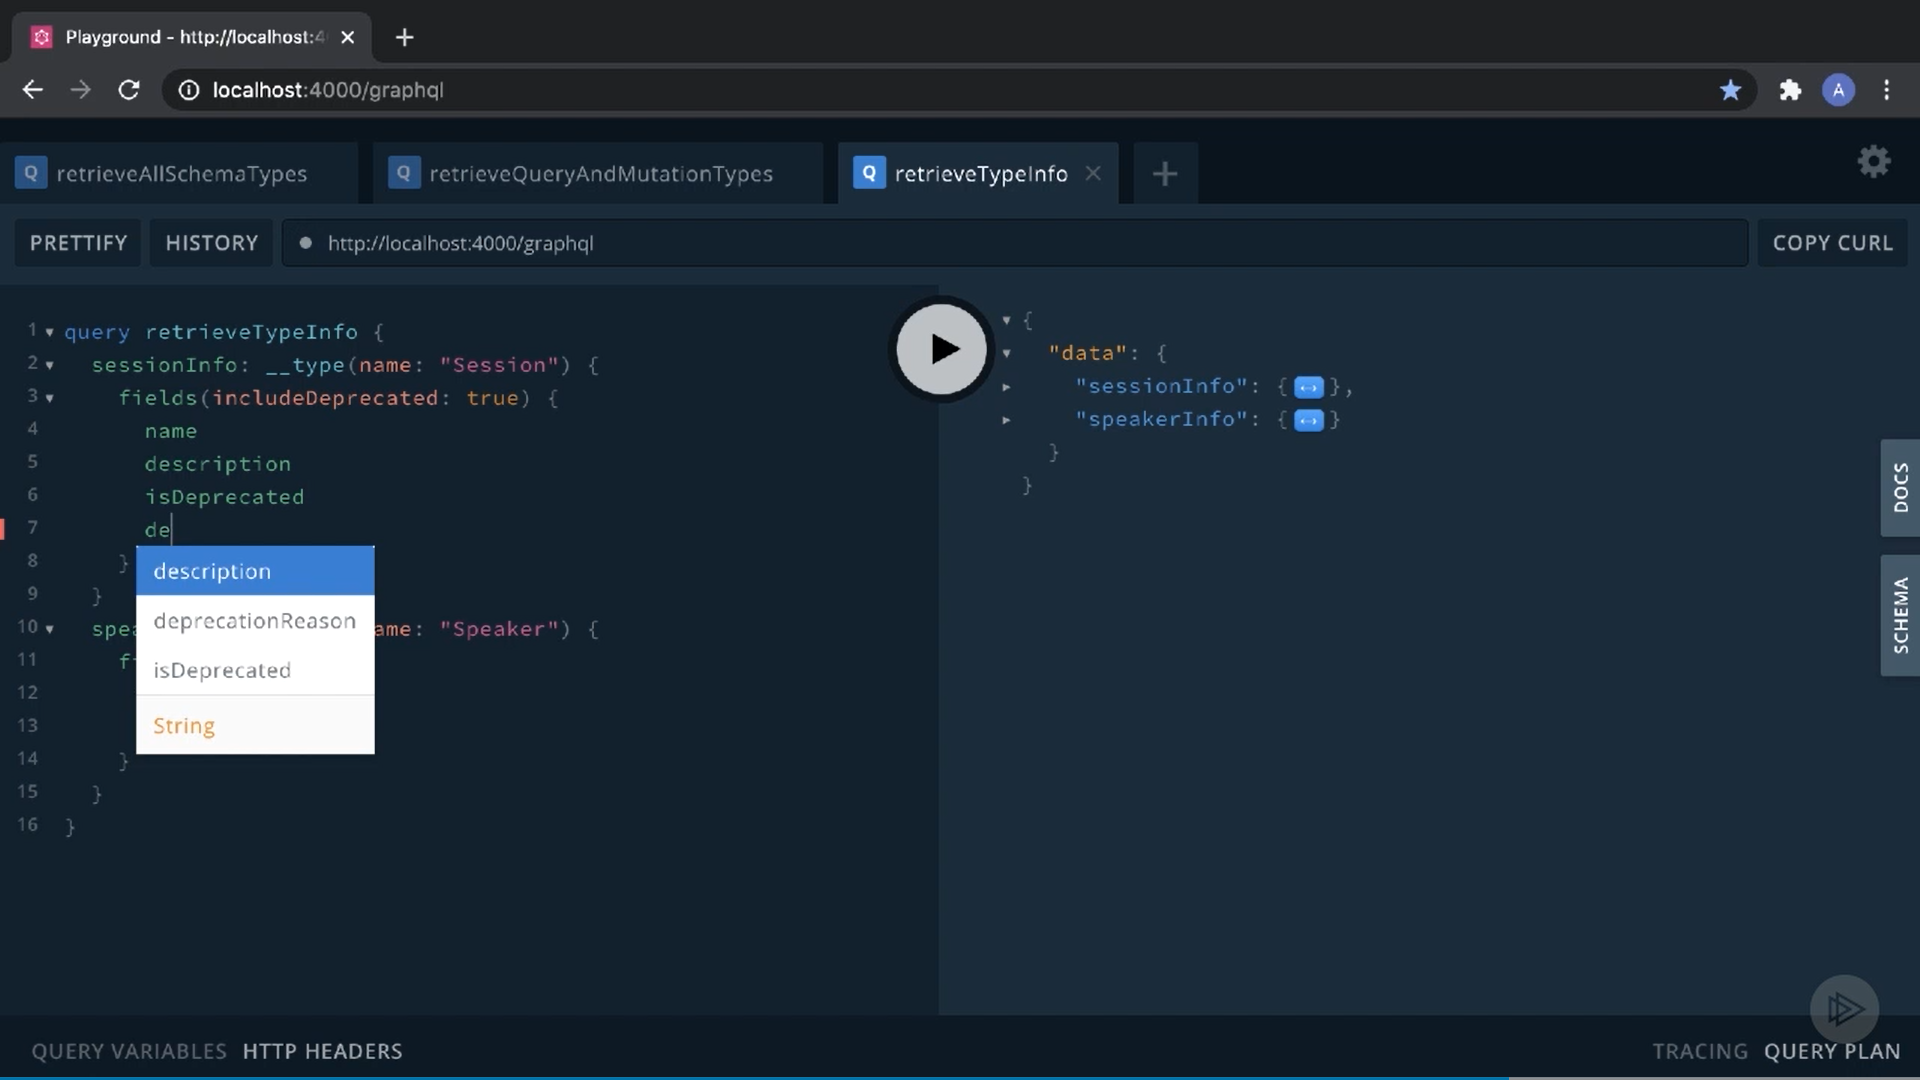 Playground - http://localhost:4
localhost:4000/graphql
A
Q retrieveAllSchemaTypes
Q retrieveQueryAndMutationTypes
Q retrieveTypeInfo
PRETTIFY
HISTORY
http://localhost:4000/graphql
COPY CURL
1 query retrieveTypeInfo {
2 sessionInfo: __type(name: "Session") {
3 fields(includeDeprecated: true) {
4 name
5 description
6 isDeprecated
7 de
8 }
9 }
10 spea ame: "Speaker") {
11 f
12
13
14 }
15 }
16 }
description
deprecationReason
isDeprecated
String
{
"data": {
"sessionInfo": {↔},
"speakerInfo": {↔}
}
}
DOCS
SCHEMA
QUERY VARIABLES
HTTP HEADERS
TRACING
QUERY PLAN